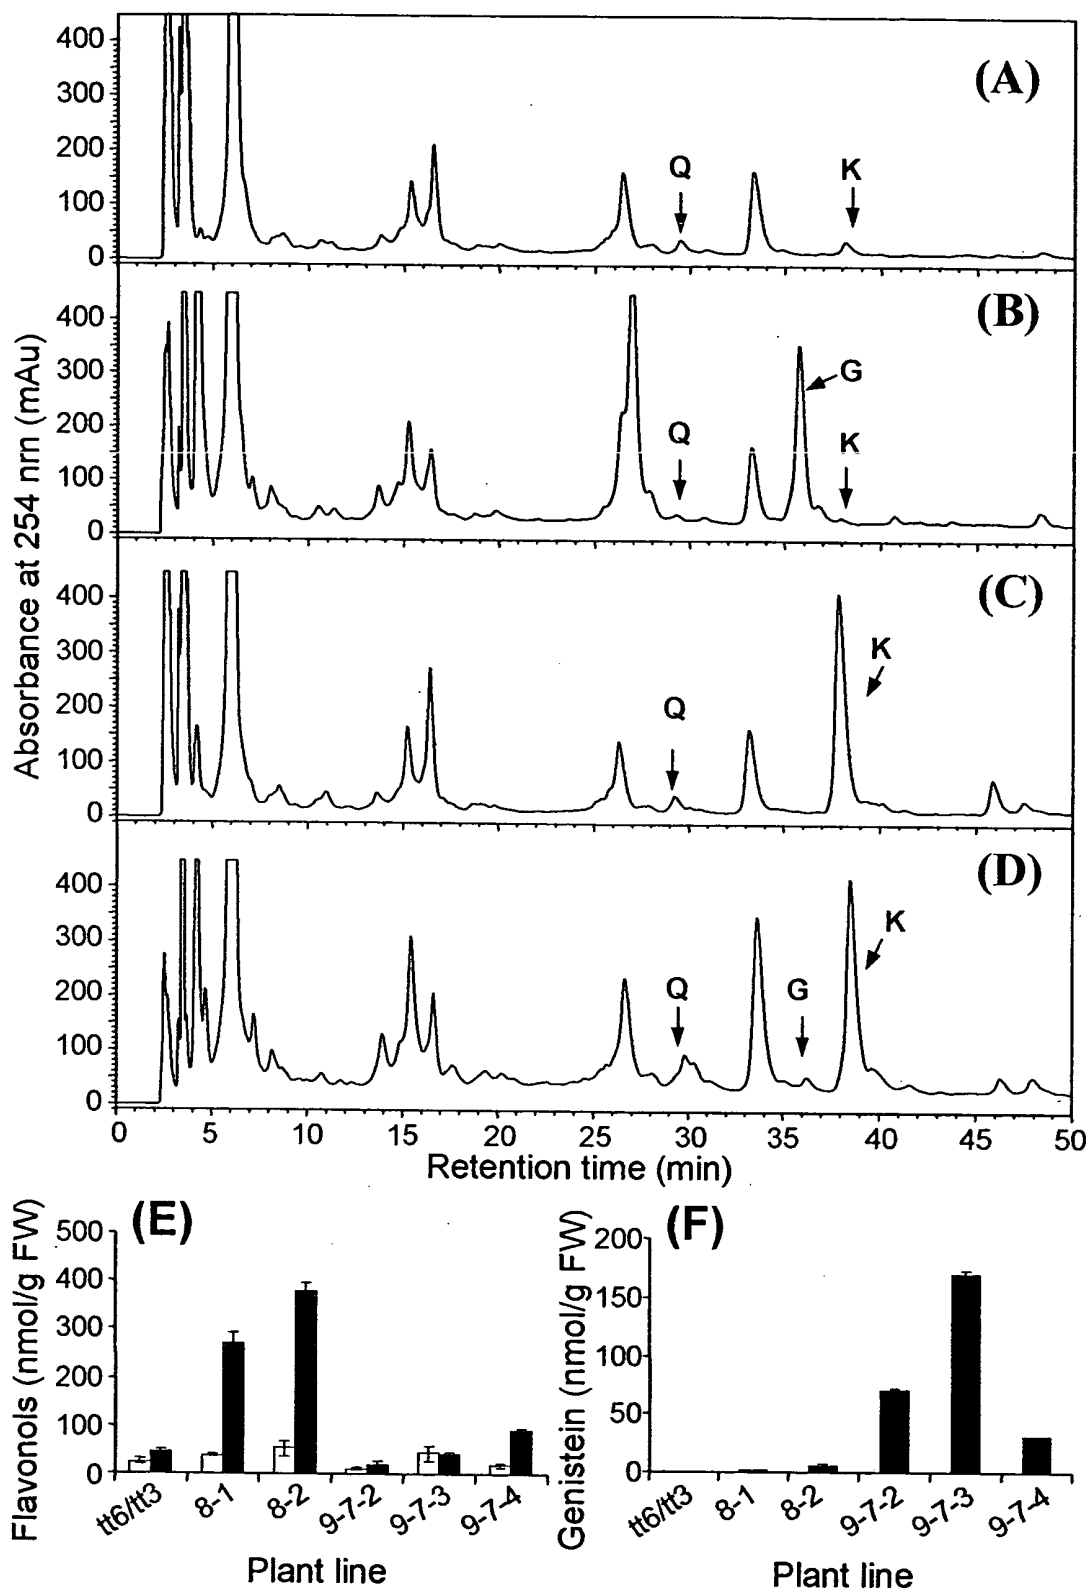 400
300
200
100
0
(A)
Q
K
400
300
200
100
0
(B)
Q
G
K
400
300
200
100
0
(C)
Q
K
400
300
200
100
0
(D)
Q
G
K
Absorbance at 254 nm (mAu)
0 5 10 15 20 25 30 35 40 45 50
Retention time (min)
(E)
500
400
300
200
100
0
Flavonols (nmol/g FW)
tt6/tt3 8-1 8-2 9-7-2 9-7-3 9-7-4
Plant line
(F)
200
150
100
50
0
Genistein (nmol/g FW)
tt6/tt3 8-1 8-2 9-7-2 9-7-3 9-7-4
Plant line